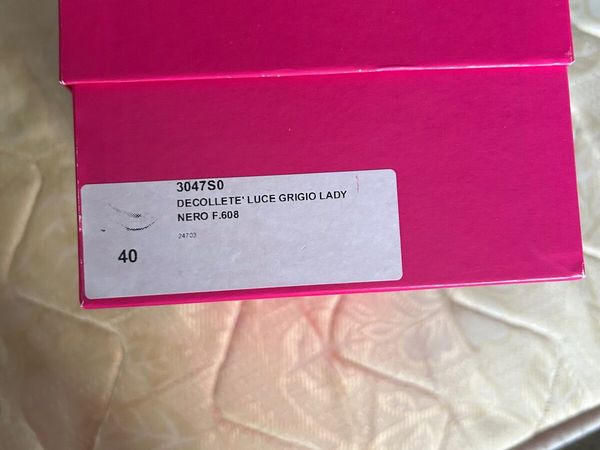 3047S0
DECOLLETE' LUCE GRIGIO LADY
NERO F.608
24703
40